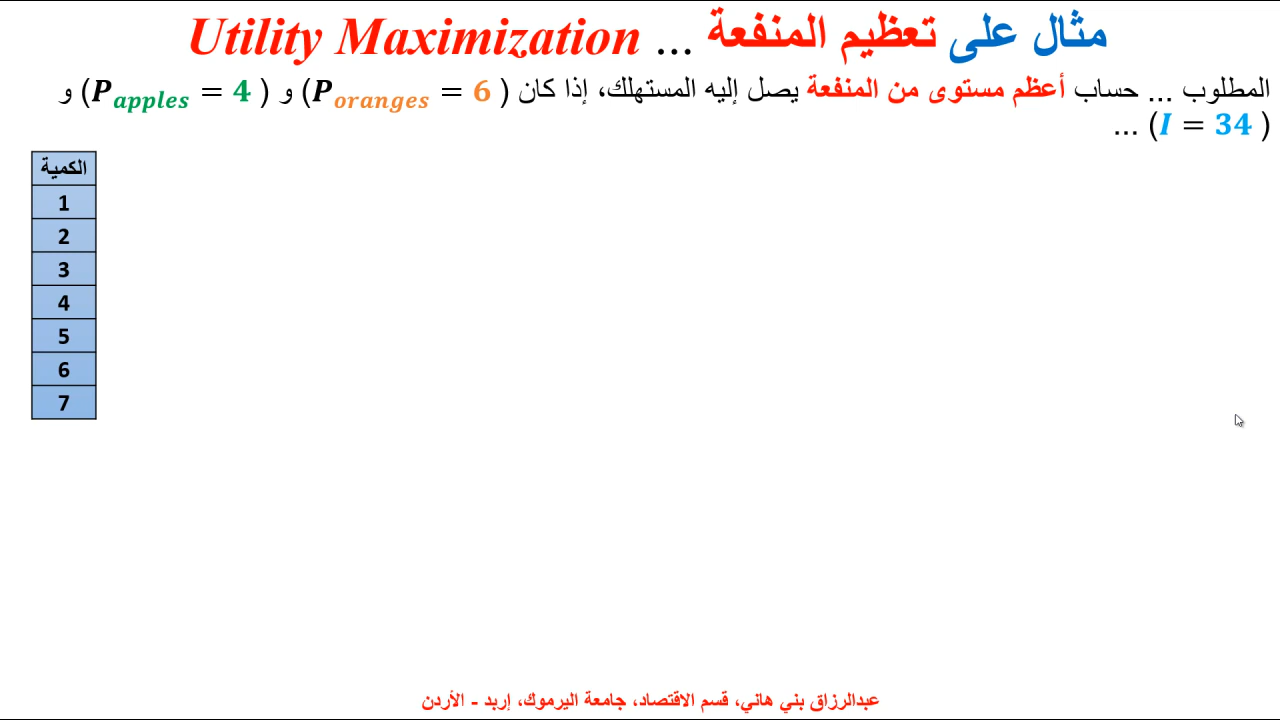 مثال على تعظيم المنفعة ... Utility Maximization
المطلوب ... حساب أعظم مستوى من المنفعة يصل إليه المستهلك، إذا كان (P_oranges = 6) و (P_apples = 4) و
(I = 34) ...
الكمية
1
2
3
4
5
6
7
عبدالرزاق بني هاني، قسم الاقتصاد، جامعة اليرموك، إربد - الأردن